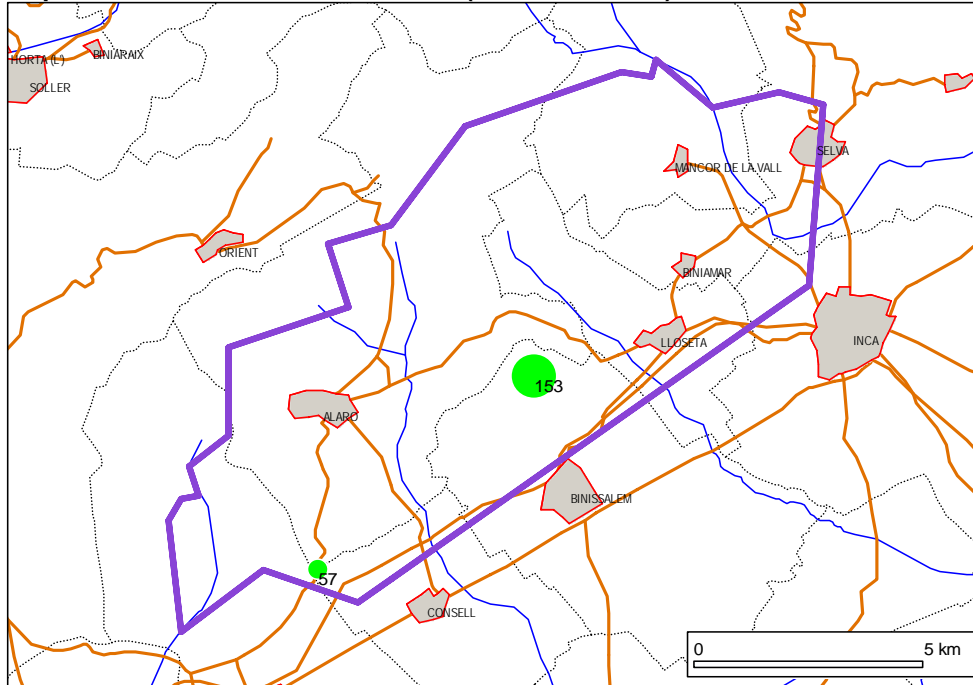 BINIARAIX
HORTA (L')
SOLLER
SELVA
MANCOR DE LA VALL
ORIENT
BINIAMAR
LLOSETA
INCA
153
ALARO
BINISSALEM
57
CONSELL
0 5 km